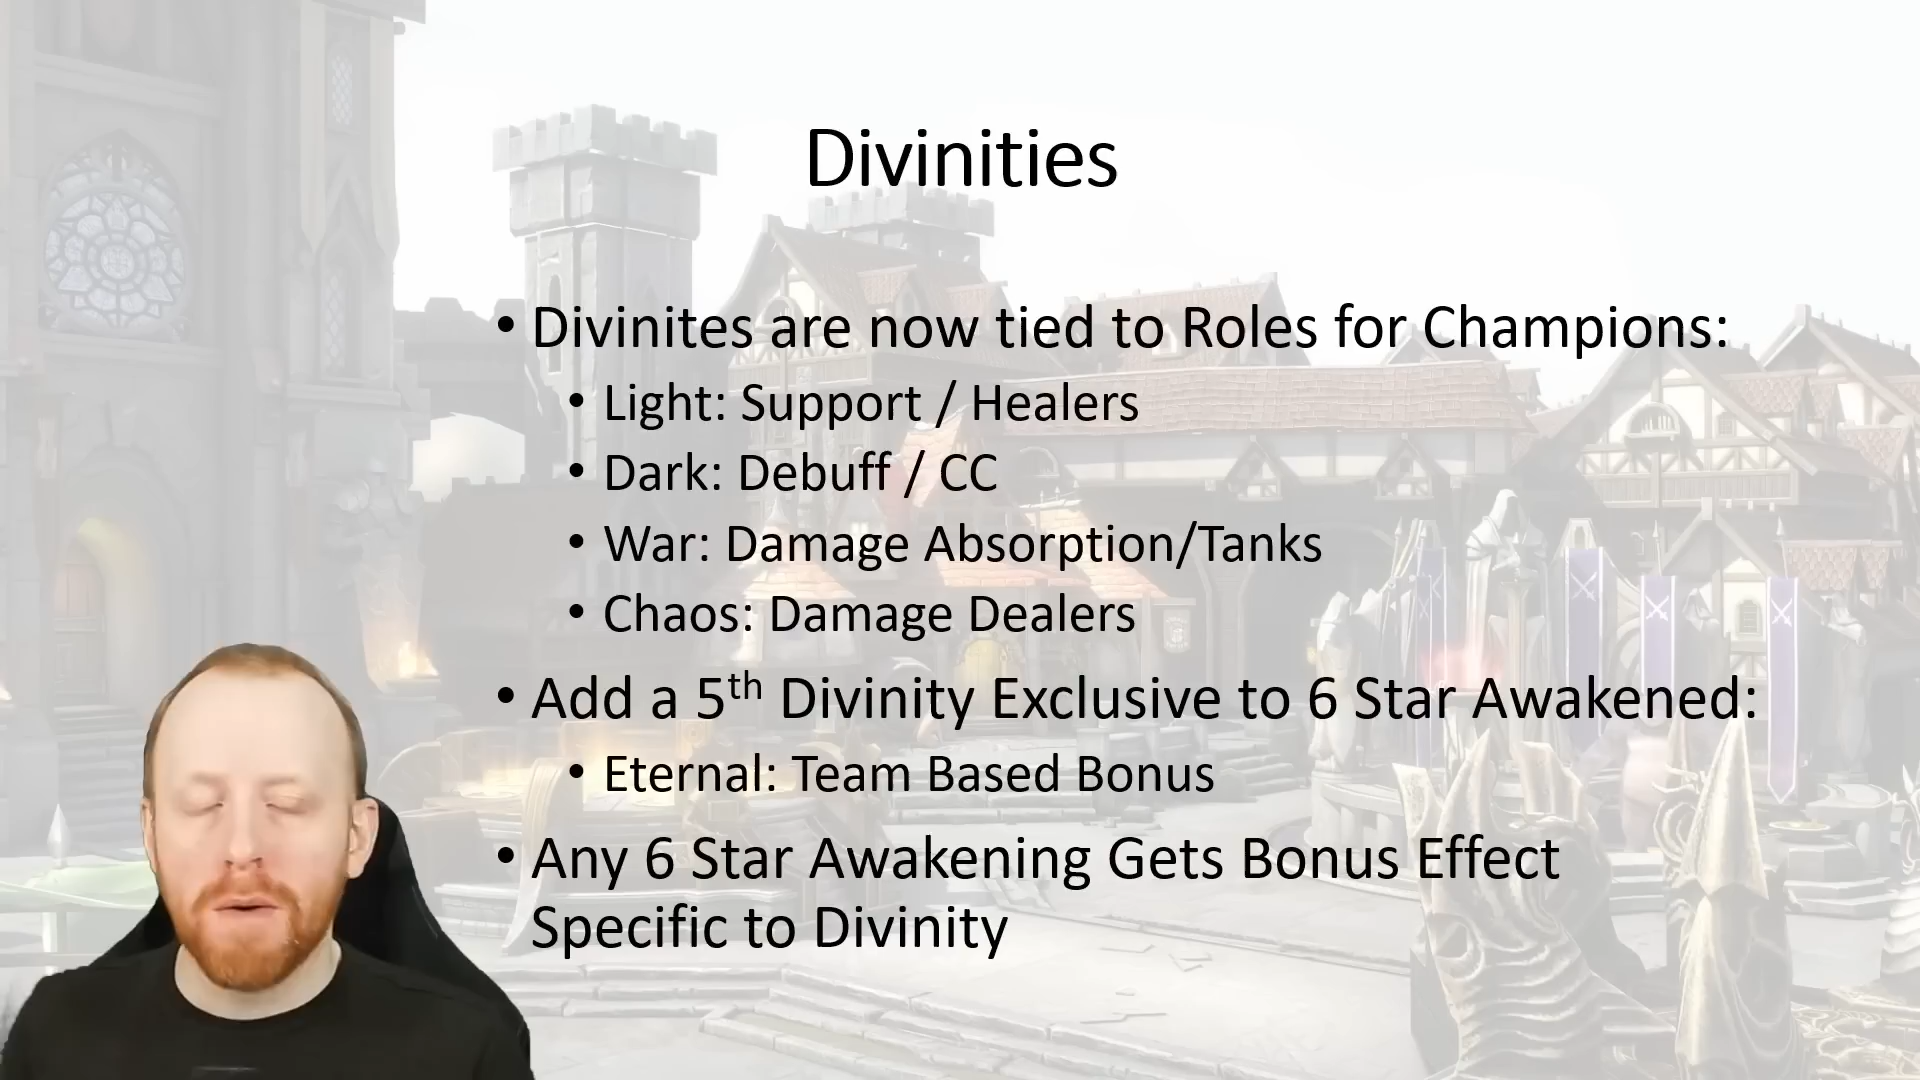 Divinities
• Divinites are now tied to Roles for Champions:
• Light: Support / Healers
• Dark: Debuff / CC
• War: Damage Absorption/Tanks
• Chaos: Damage Dealers
• Add a 5th Divinity Exclusive to 6 Star Awakened:
• Eternal: Team Based Bonus
• Any 6 Star Awakening Gets Bonus Effect
Specific to Divinity